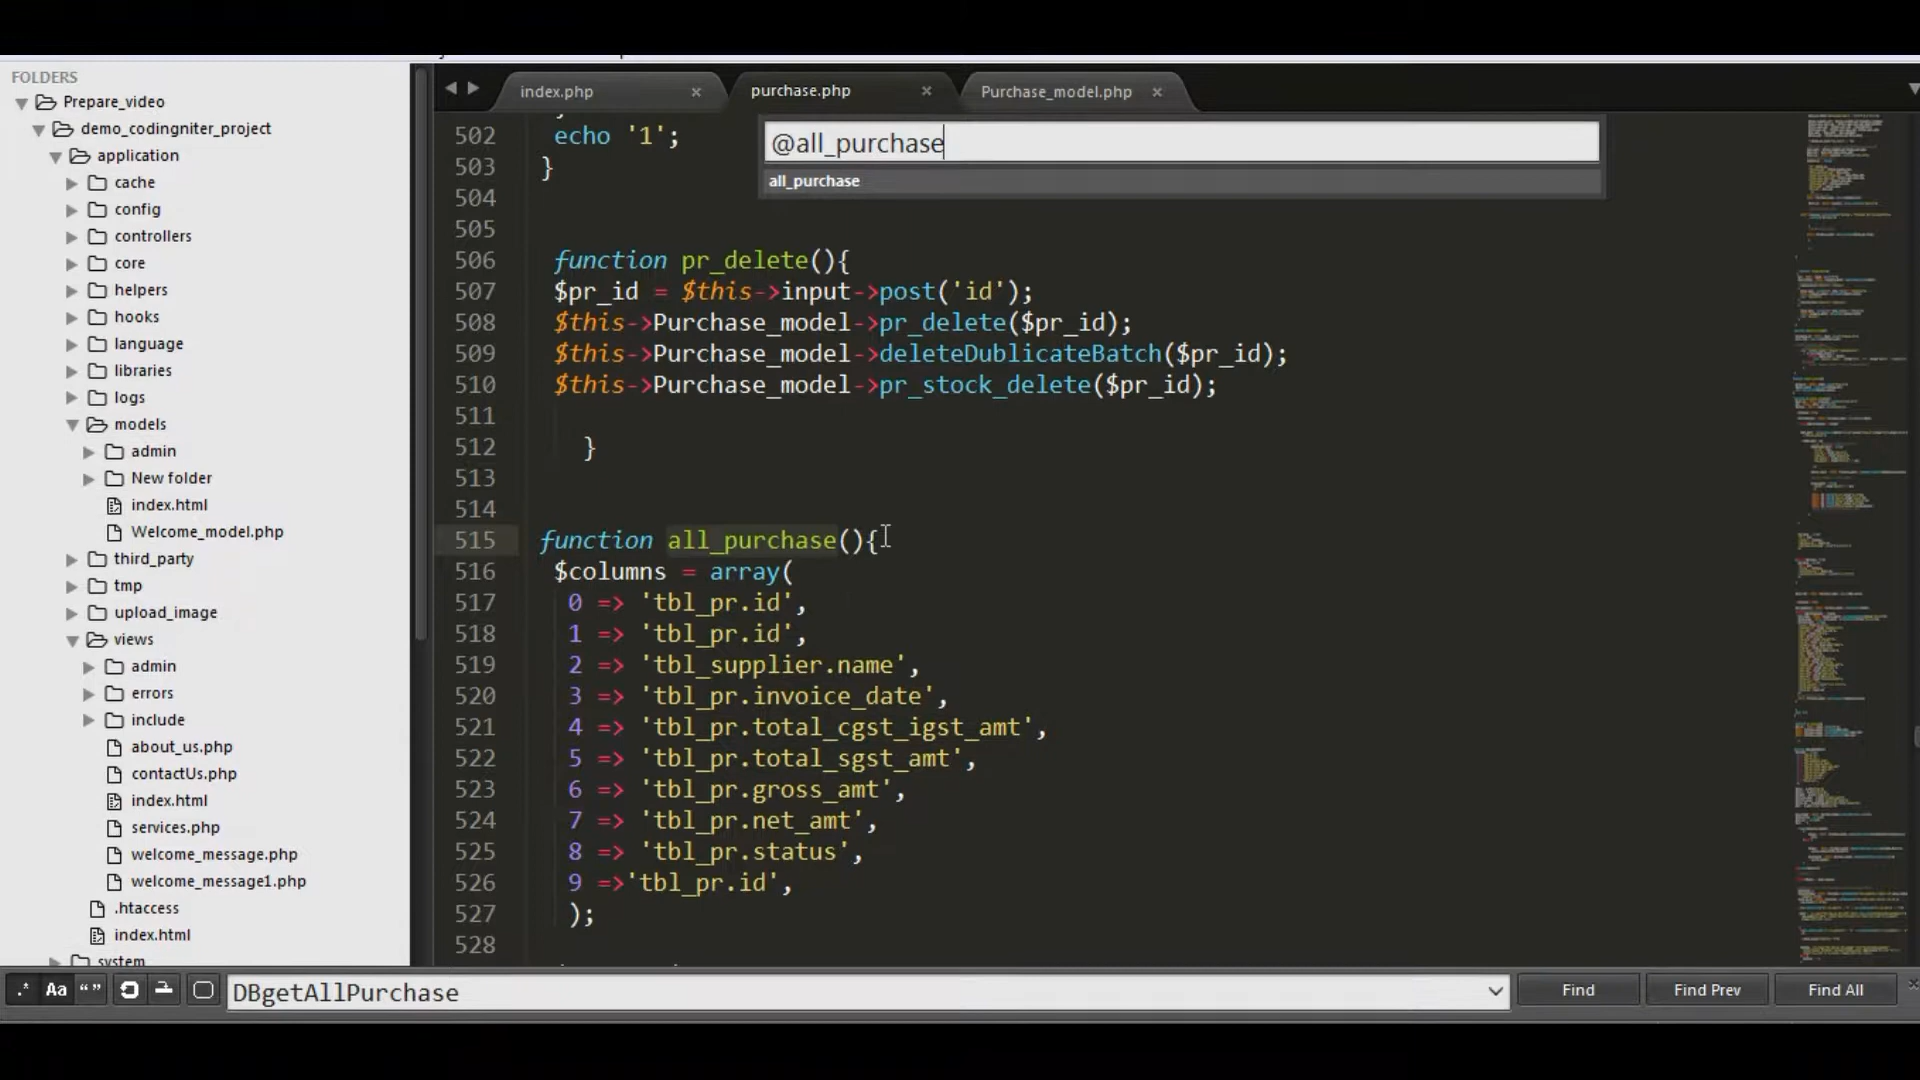 FOLDERS
Prepare_video
demo_codingniter_project
application
cache
config
controllers
core
helpers
hooks
language
libraries
logs
models
admin
New folder
index.html
Welcome_model.php
third_party
tmp
upload_image
views
admin
errors
include
about_us.php
contactUs.php
index.html
services.php
welcome_message.php
welcome_message1.php
.htaccess
index.html
system
index.php
purchase.php
Purchase_model.php
@all_purchase
all_purchase
502 echo '1';
503 }
504
505
506 function pr_delete(){
507 $pr_id = $this->input->post('id');
508 $this->Purchase_model->pr_delete($pr_id);
509 $this->Purchase_model->deleteDublicateBatch($pr_id);
510 $this->Purchase_model->pr_stock_delete($pr_id);
511
512 }
513
514
515 function all_purchase(){
516 $columns = array(
517 0 => 'tbl_pr.id',
518 1 => 'tbl_pr.id',
519 2 => 'tbl_supplier.name',
520 3 => 'tbl_pr.invoice_date',
521 4 => 'tbl_pr.total_cgst_igst_amt',
522 5 => 'tbl_pr.total_sgst_amt',
523 6 => 'tbl_pr.gross_amt',
524 7 => 'tbl_pr.net_amt',
525 8 => 'tbl_pr.status',
526 9 =>'tbl_pr.id',
527 );
528
.* Aa “ ” DBgetAllPurchase Find Find Prev Find All